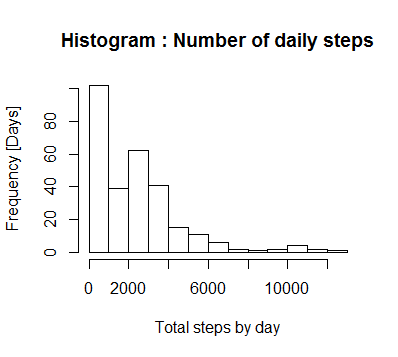 Histogram : Number of daily steps
Frequency [Days]
80
60
40
20
0
0 2000 6000 10000
Total steps by day